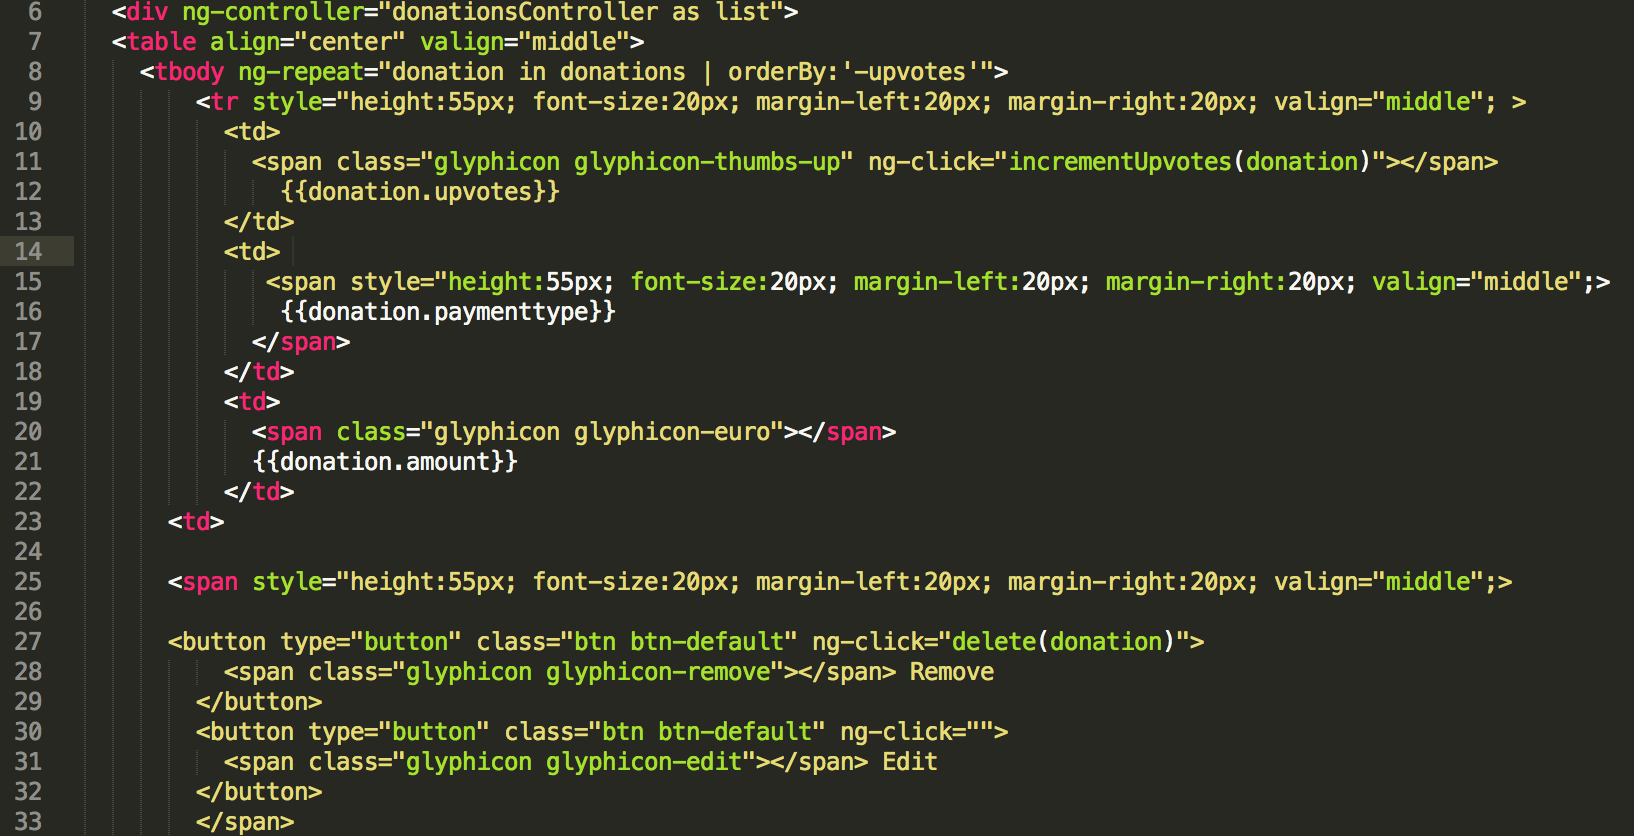 6 <div ng-controller="donationsController as list">
7 <table align="center" valign="middle">
8 <tbody ng-repeat="donation in donations | orderBy:'-upvotes'">
9 <tr style="height:55px; font-size:20px; margin-left:20px; margin-right:20px; valign="middle"; >
10 <td>
11 <span class="glyphicon glyphicon-thumbs-up" ng-click="incrementUpvotes(donation)"></span>
12 {{donation.upvotes}}
13 </td>
14 <td>
15 <span style="height:55px; font-size:20px; margin-left:20px; margin-right:20px; valign="middle";>
16 {{donation.paymenttype}}
17 </span>
18 </td>
19 <td>
20 <span class="glyphicon glyphicon-euro"></span>
21 {{donation.amount}}
22 </td>
23 <td>
24
25 <span style="height:55px; font-size:20px; margin-left:20px; margin-right:20px; valign="middle";>
26
27 <button type="button" class="btn btn-default" ng-click="delete(donation)">
28 <span class="glyphicon glyphicon-remove"></span> Remove
29 </button>
30 <button type="button" class="btn btn-default" ng-click="">
31 <span class="glyphicon glyphicon-edit"></span> Edit
32 </button>
33 </span>